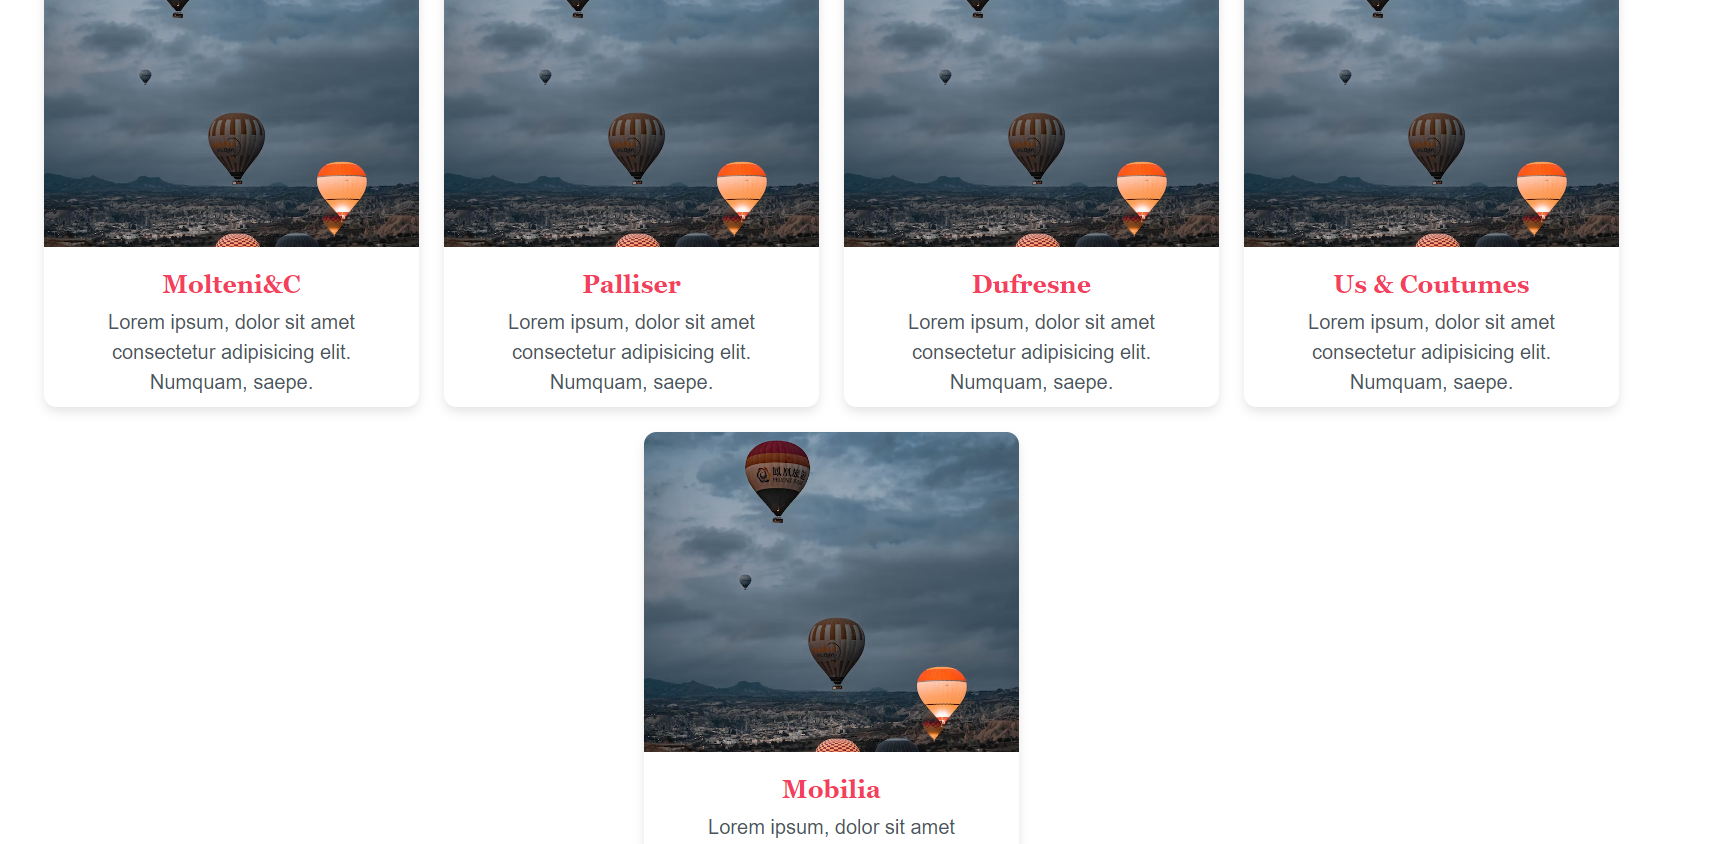 Molteni&C
Lorem ipsum, dolor sit amet
consectetur adipisicing elit.
Numquam, saepe.
Palliser
Lorem ipsum, dolor sit amet
consectetur adipisicing elit.
Numquam, saepe.
Dufresne
Lorem ipsum, dolor sit amet
consectetur adipisicing elit.
Numquam, saepe.
Us & Coutumes
Lorem ipsum, dolor sit amet
consectetur adipisicing elit.
Numquam, saepe.
Mobilia
Lorem ipsum, dolor sit amet